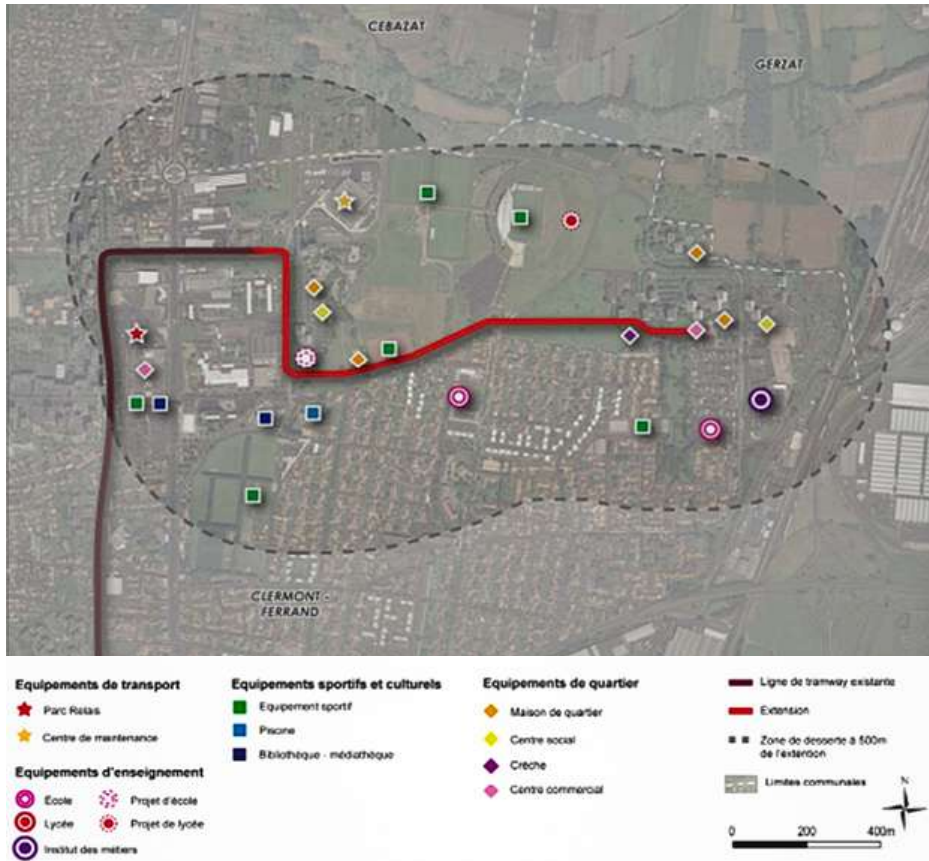 CEBAZAT
GERZAT
CLERMONT -
FERRAND
Equipements de transport
Parc Relais
Centre de maintenance
Equipements d'enseignement
Ecole
Projet d'école
Lycée
Projet de lycée
Institut des métiers
Equipements sportifs et culturels
Equipement sportif
Piscine
Bibliothèque - médiathèque
Equipements de quartier
Maison de quartier
Centre social
Crèche
Centre commercial
Ligne de tramway existante
Extension
Zone de desserte à 500m
de l'extention
Limites communales
N
0 200 400m